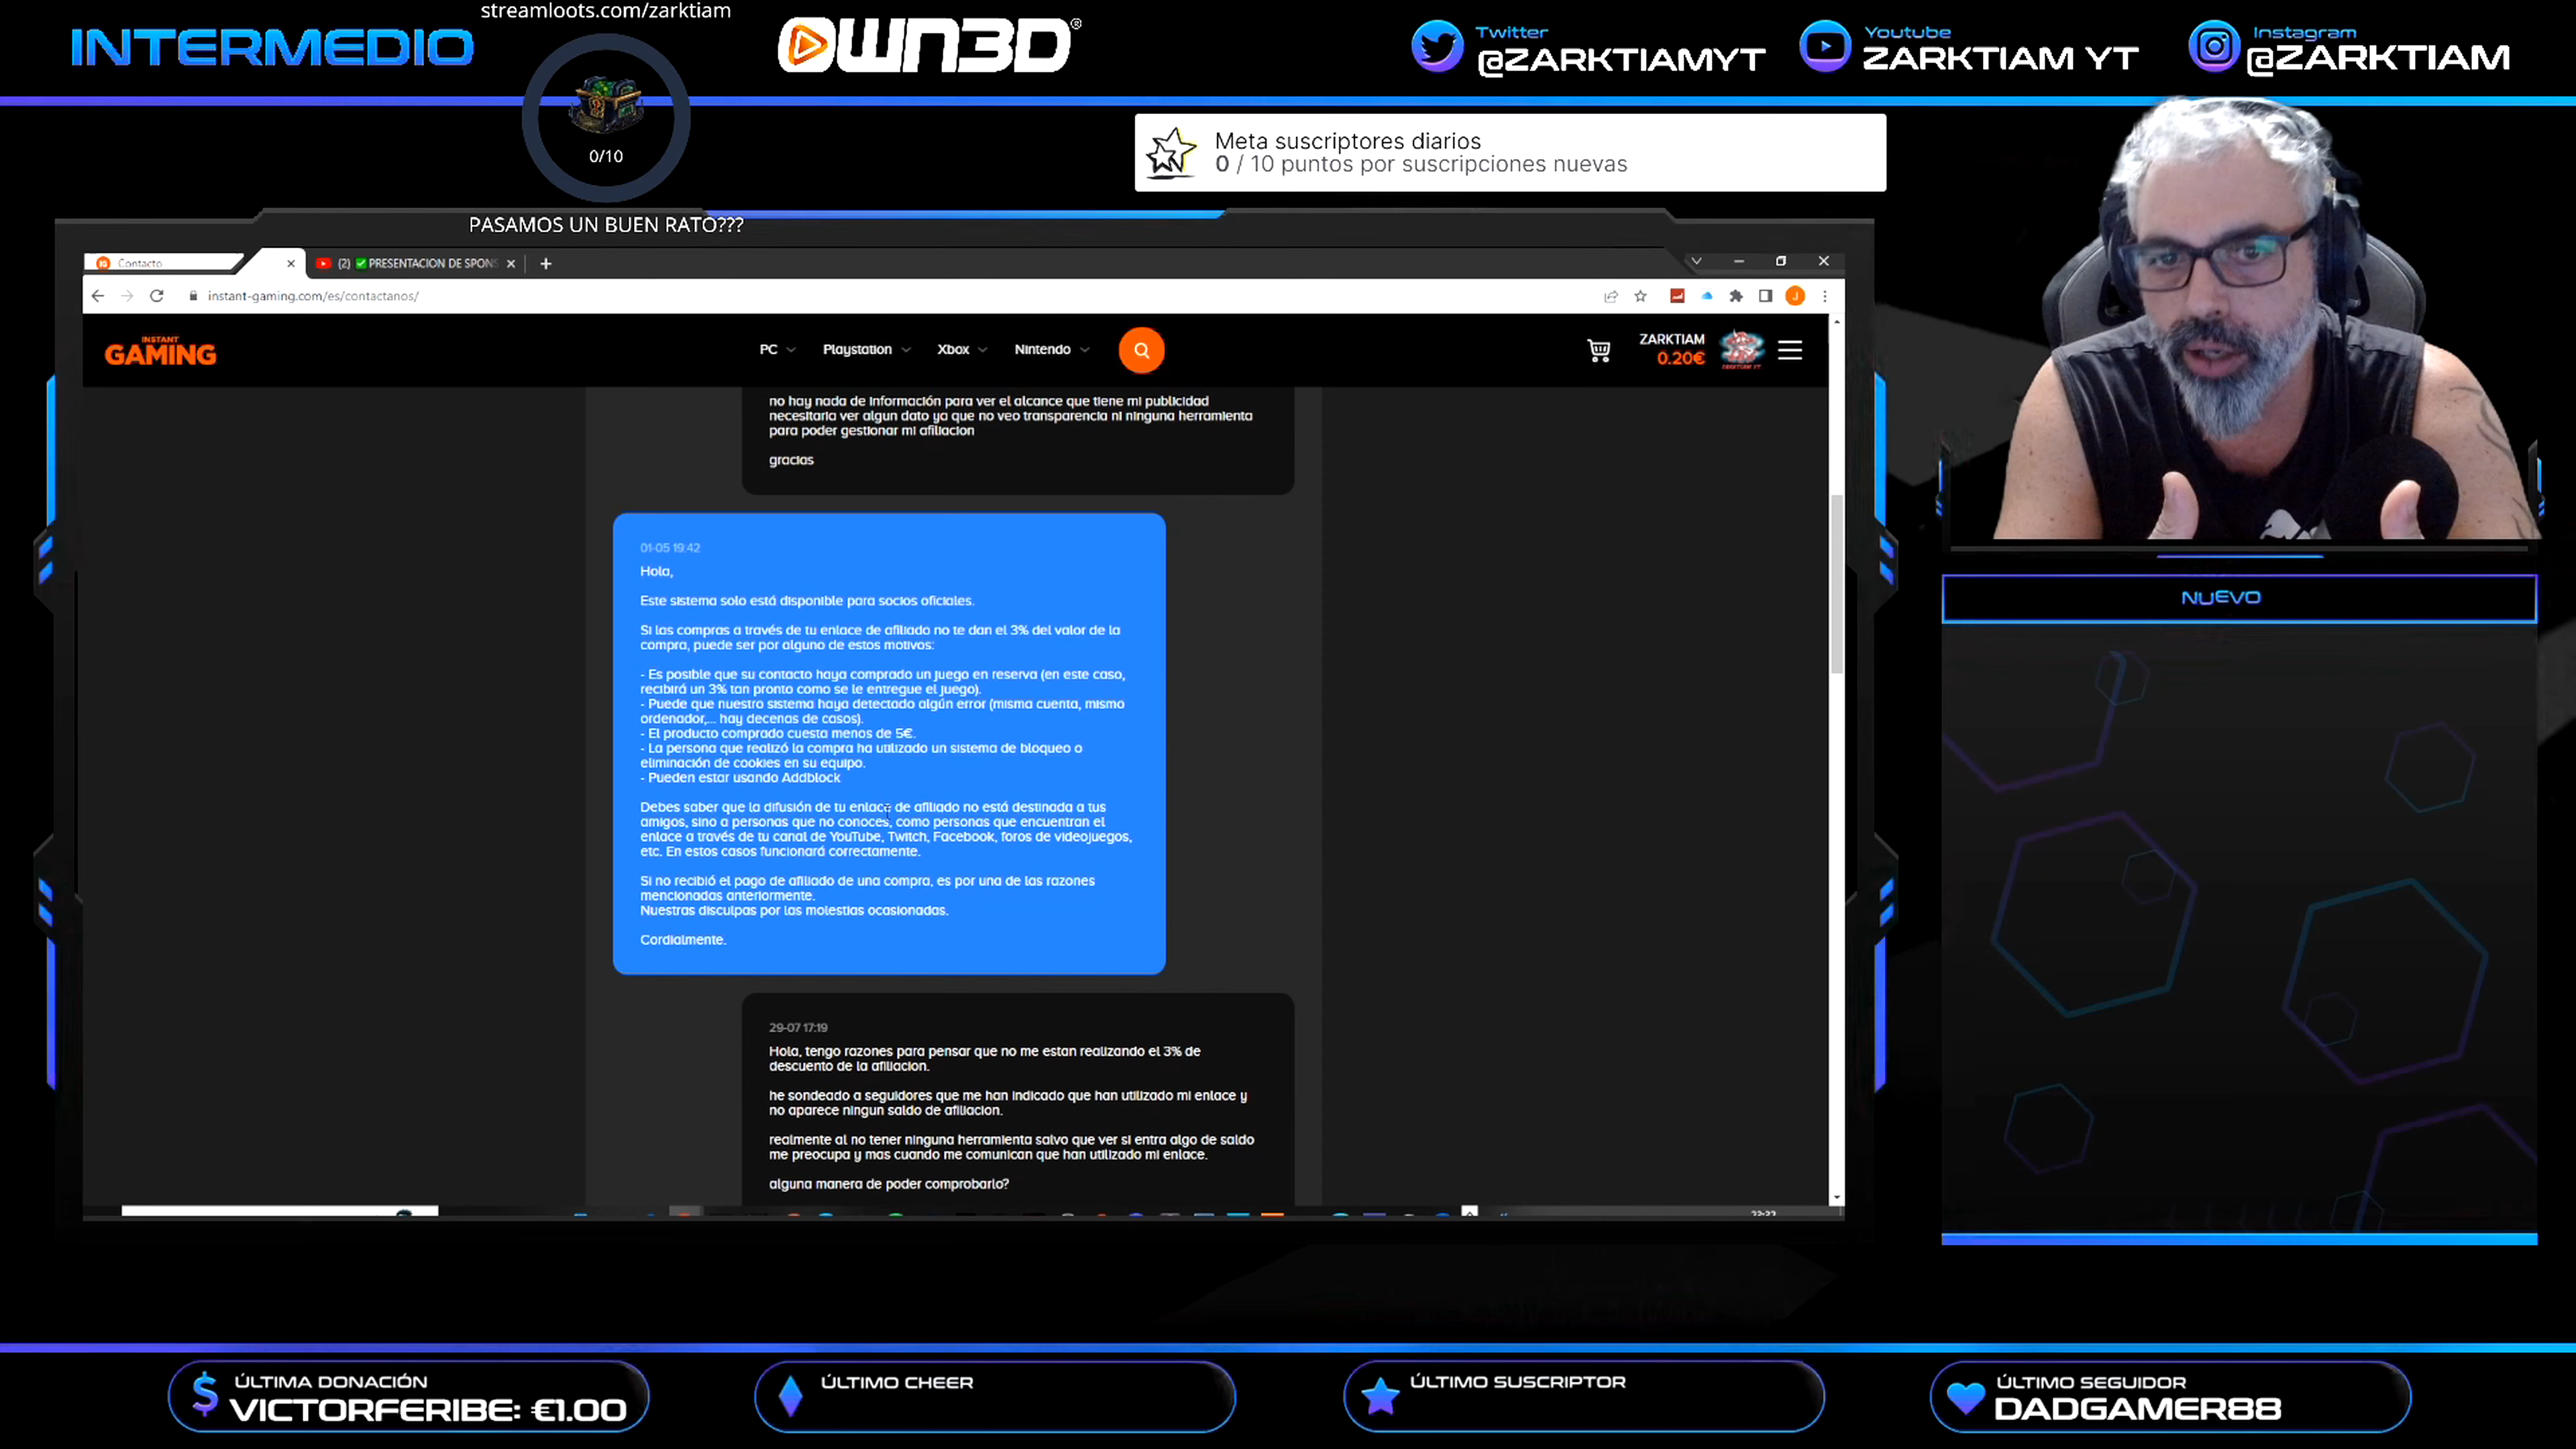 streamloots.com/zarktiam
INTERMEDIO
OWN3D®
Twitter
@ZARKTIAMYT
Youtube
ZARKTIAM YT
Instagram
@ZARKTIAM
0/10
Meta suscriptores diarios
0 / 10 puntos por suscripciones nuevas
PASAMOS UN BUEN RATO???
Contacto
(2) ✅ PRESENTACION DE SPONS
instant-gaming.com/es/contactanos/
J
INSTANT
GAMING
PC
Playstation
Xbox
Nintendo
ZARKTIAM
0.20€
no hay nada de información para ver el alcance que tiene mi publicidad
necesitaria ver algun dato ya que no veo transparencia ni ninguna herramienta
para poder gestionar mi afiliacion
gracias
01-05 19:42
Hola,
Este sistema solo está disponible para socios oficiales.
Si las compras a través de tu enlace de afiliado no te dan el 3% del valor de la
compra, puede ser por alguno de estos motivos:
- Es posible que su contacto haya comprado un juego en reserva (en este caso,
recibirá un 3% tan pronto como se le entregue el juego).
- Puede que nuestro sistema haya detectado algún error (misma cuenta, mismo
ordenador,... hay decenas de casos).
- El producto comprado cuesta menos de 5€.
- La persona que realizó la compra ha utilizado un sistema de bloqueo o
eliminación de cookies en su equipo.
- Pueden estar usando Addblock
Debes saber que la difusión de tu enlace de afiliado no está destinada a tus
amigos, sino a personas que no conoces, como personas que encuentran el
enlace a través de tu canal de YouTube, Twitch, Facebook, foros de videojuegos,
etc. En estos casos funcionará correctamente.
Si no recibió el pago de afiliado de una compra, es por una de las razones
mencionadas anteriormente.
Nuestras disculpas por las molestias ocasionadas.
Cordialmente.
29-07 17:19
Hola, tengo razones para pensar que no me estan realizando el 3% de
descuento de la afiliacion.
he sondeado a seguidores que me han indicado que han utilizado mi enlace y
no aparece ningun saldo de afiliacion.
realmente al no tener ninguna herramienta salvo que ver si entra algo de saldo
me preocupa y mas cuando me comunican que han utilizado mi enlace.
alguna manera de poder comprobarlo?
NUEVO
ÚLTIMA DONACIÓN
VICTORFERIBE: €1.00
ÚLTIMO CHEER
ÚLTIMO SUSCRIPTOR
ÚLTIMO SEGUIDOR
DADGAMER88